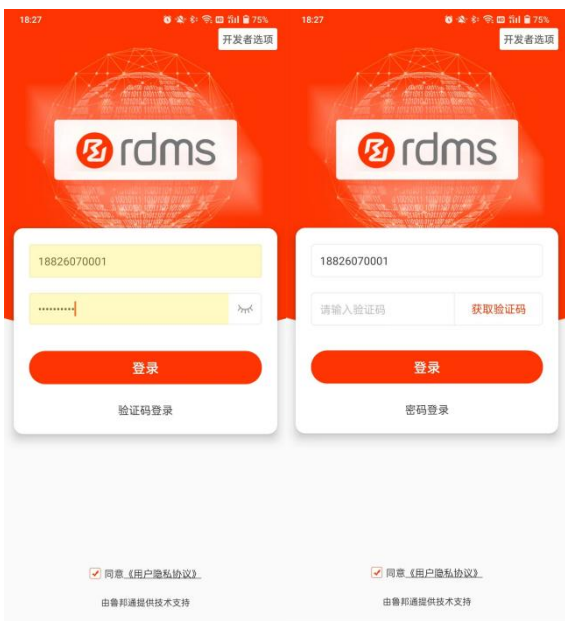 18:27
75%
开发者选项
rdms
18826070001
••••••••••
登录
验证码登录
同意《用户隐私协议》
由鲁邦通提供技术支持
18:27
75%
开发者选项
rdms
18826070001
请输入验证码 获取验证码
登录
密码登录
同意《用户隐私协议》
由鲁邦通提供技术支持